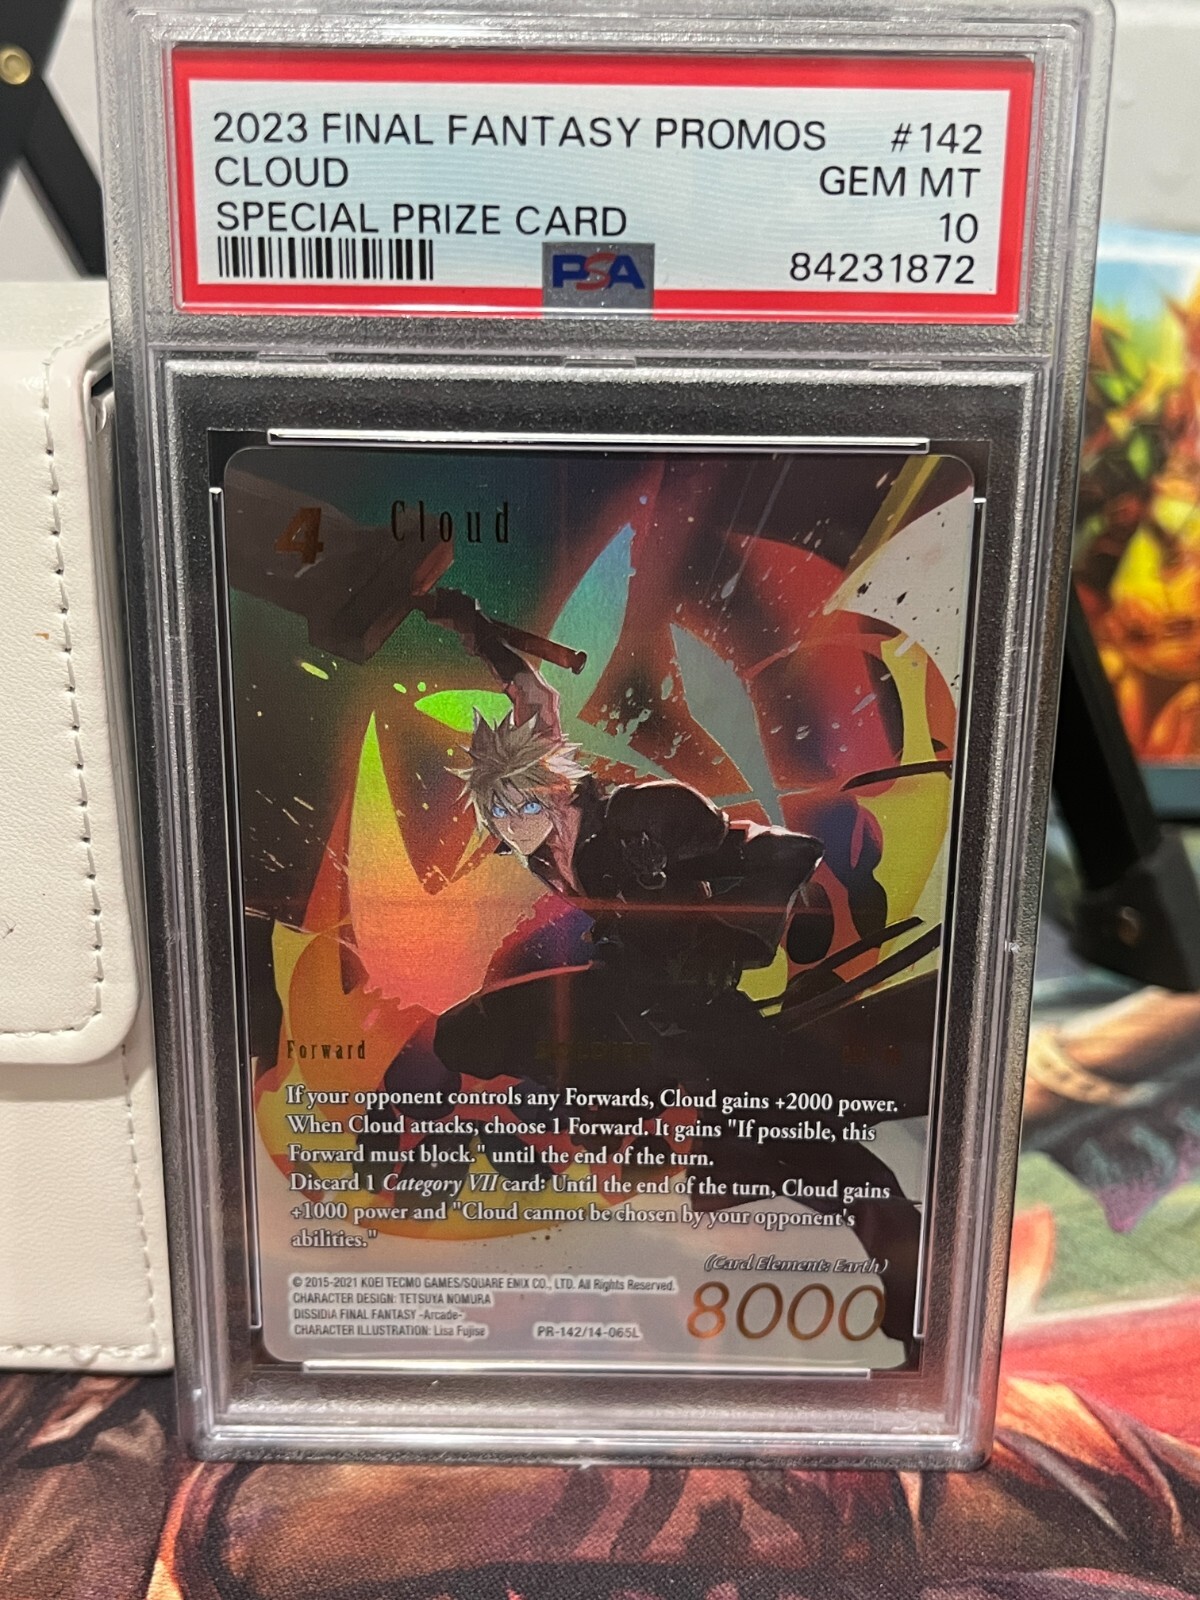 2023 FINAL FANTASY PROMOS #142
CLOUD GEM MT
SPECIAL PRIZE CARD 10
PSA 84231872
4 Cloud
Forward
If your opponent controls any Forwards, Cloud gains +2000 power.
When Cloud attacks, choose 1 Forward. It gains "If possible, this
Forward must block." until the end of the turn.
Discard 1 Category VII card: Until the end of the turn, Cloud gains
+1000 power and "Cloud cannot be chosen by your opponent's
abilities."
(Card Element: Earth)
© 2015-2021 KOEI TECMO GAMES/SQUARE ENIX CO., LTD. All Rights Reserved.
CHARACTER DESIGN: TETSUYA NOMURA
DISSIDIA FINAL FANTASY -Arcade-
CHARACTER ILLUSTRATION: Lisa Fujise PR-142/14-065L
8000